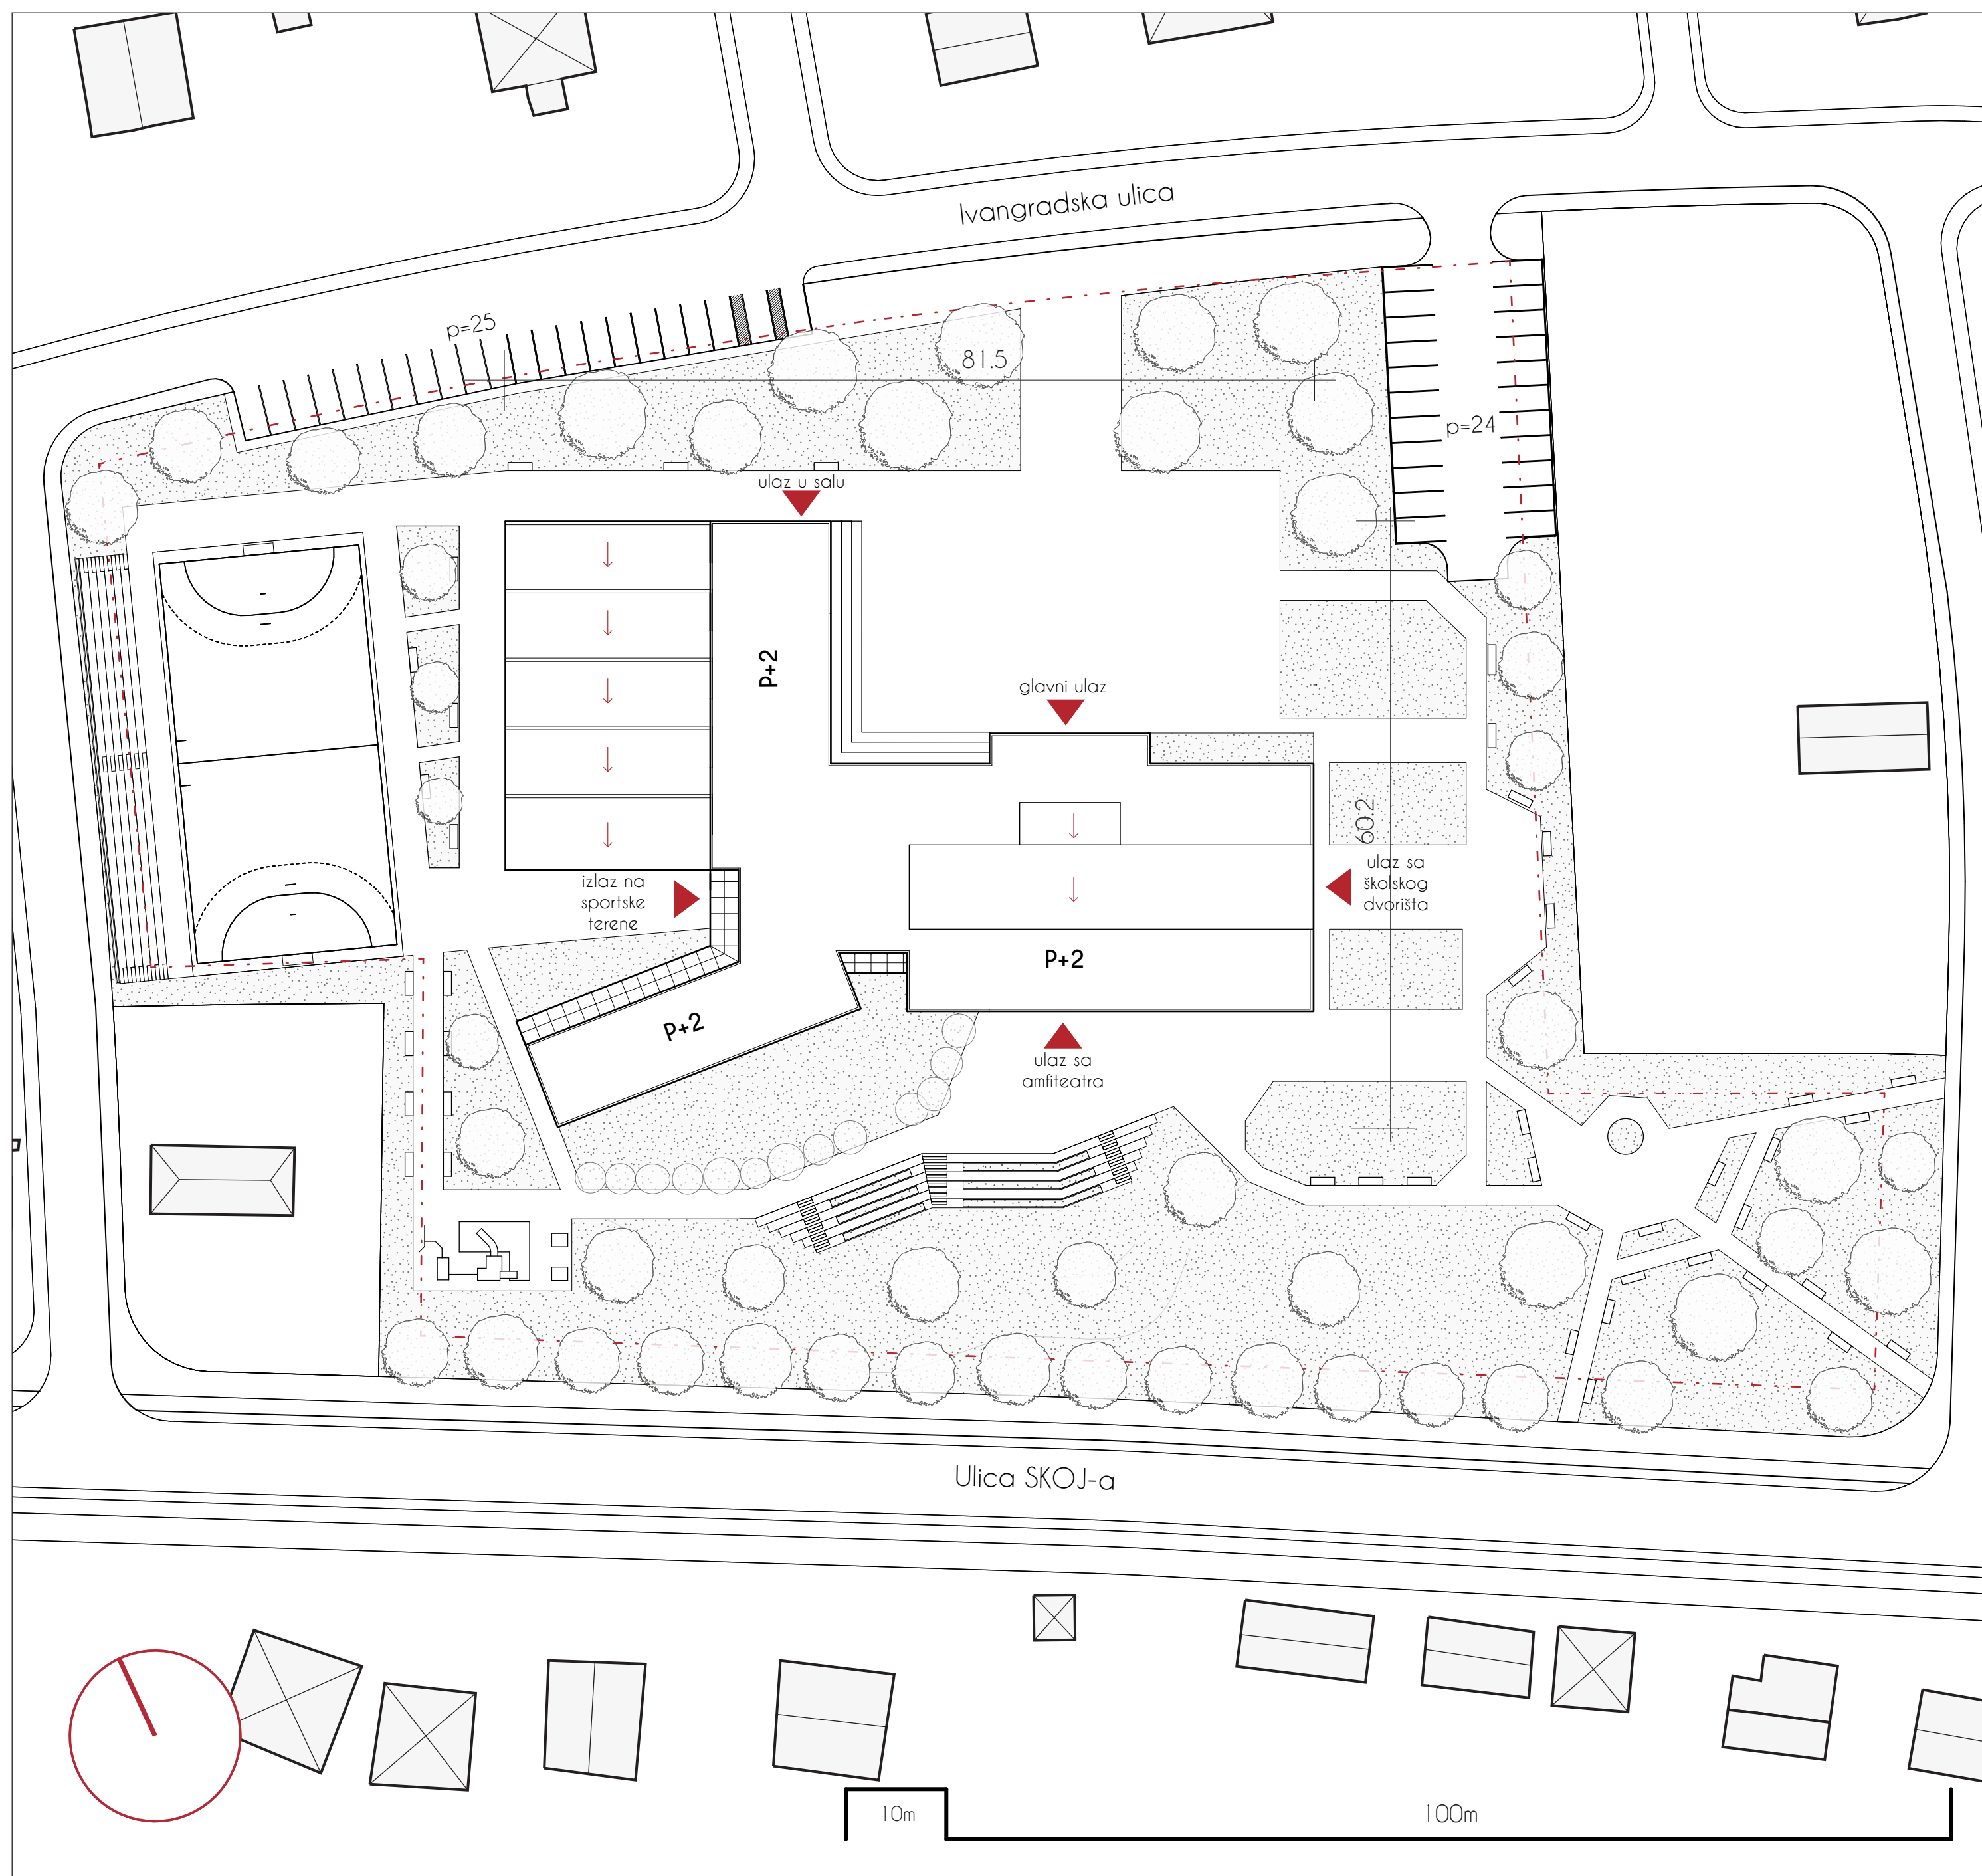 Ivangradska ulica
p=25
81.5
p=24
ulaz u salu
P+2
glavni ulaz
60.2
ulaz sa
školskog
dvorišta
izlaz na
sportske
terene
P+2
P+2
ulaz sa
amfiteatra
Ulica SKOJ-a
10m
100m